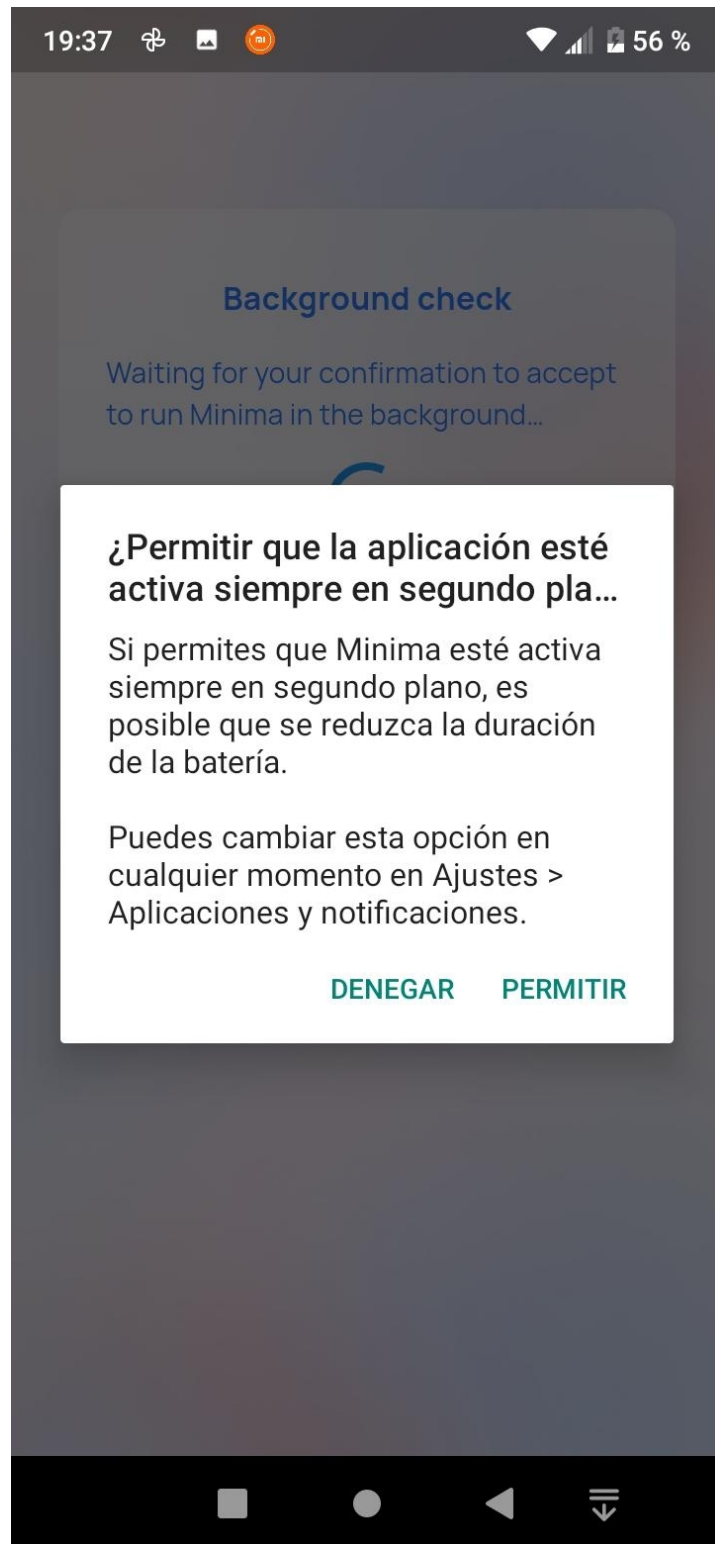 19:37
56 %
Background check
Waiting for your confirmation to accept
to run Minima in the background...
¿Permitir que la aplicación esté
activa siempre en segundo pla...
Si permites que Minima esté activa
siempre en segundo plano, es
posible que se reduzca la duración
de la batería.
Puedes cambiar esta opción en
cualquier momento en Ajustes >
Aplicaciones y notificaciones.
DENEGAR PERMITIR